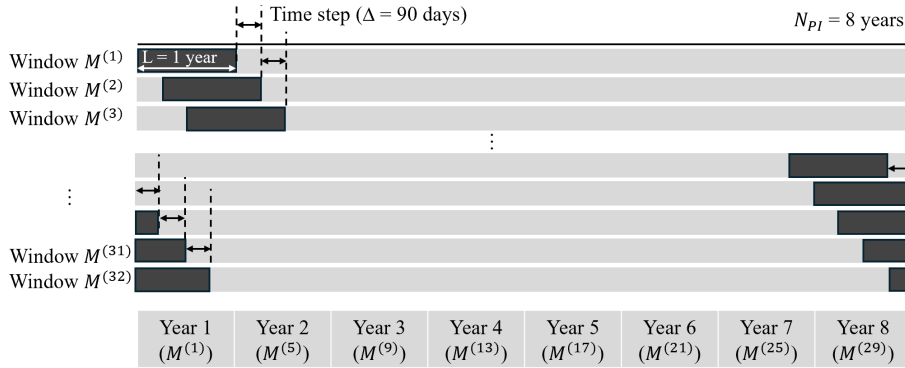 Time step (Δ = 90 days)
N_{PI} = 8 years
Window M^{(1)}
L = 1 year
Window M^{(2)}
Window M^{(3)}
⋮
⋮
Window M^{(31)}
Window M^{(32)}
Year 1 Year 2 Year 3 Year 4 Year 5 Year 6 Year 7 Year 8
(M^{(1)}) (M^{(5)}) (M^{(9)}) (M^{(13)}) (M^{(17)}) (M^{(21)}) (M^{(25)}) (M^{(29)})